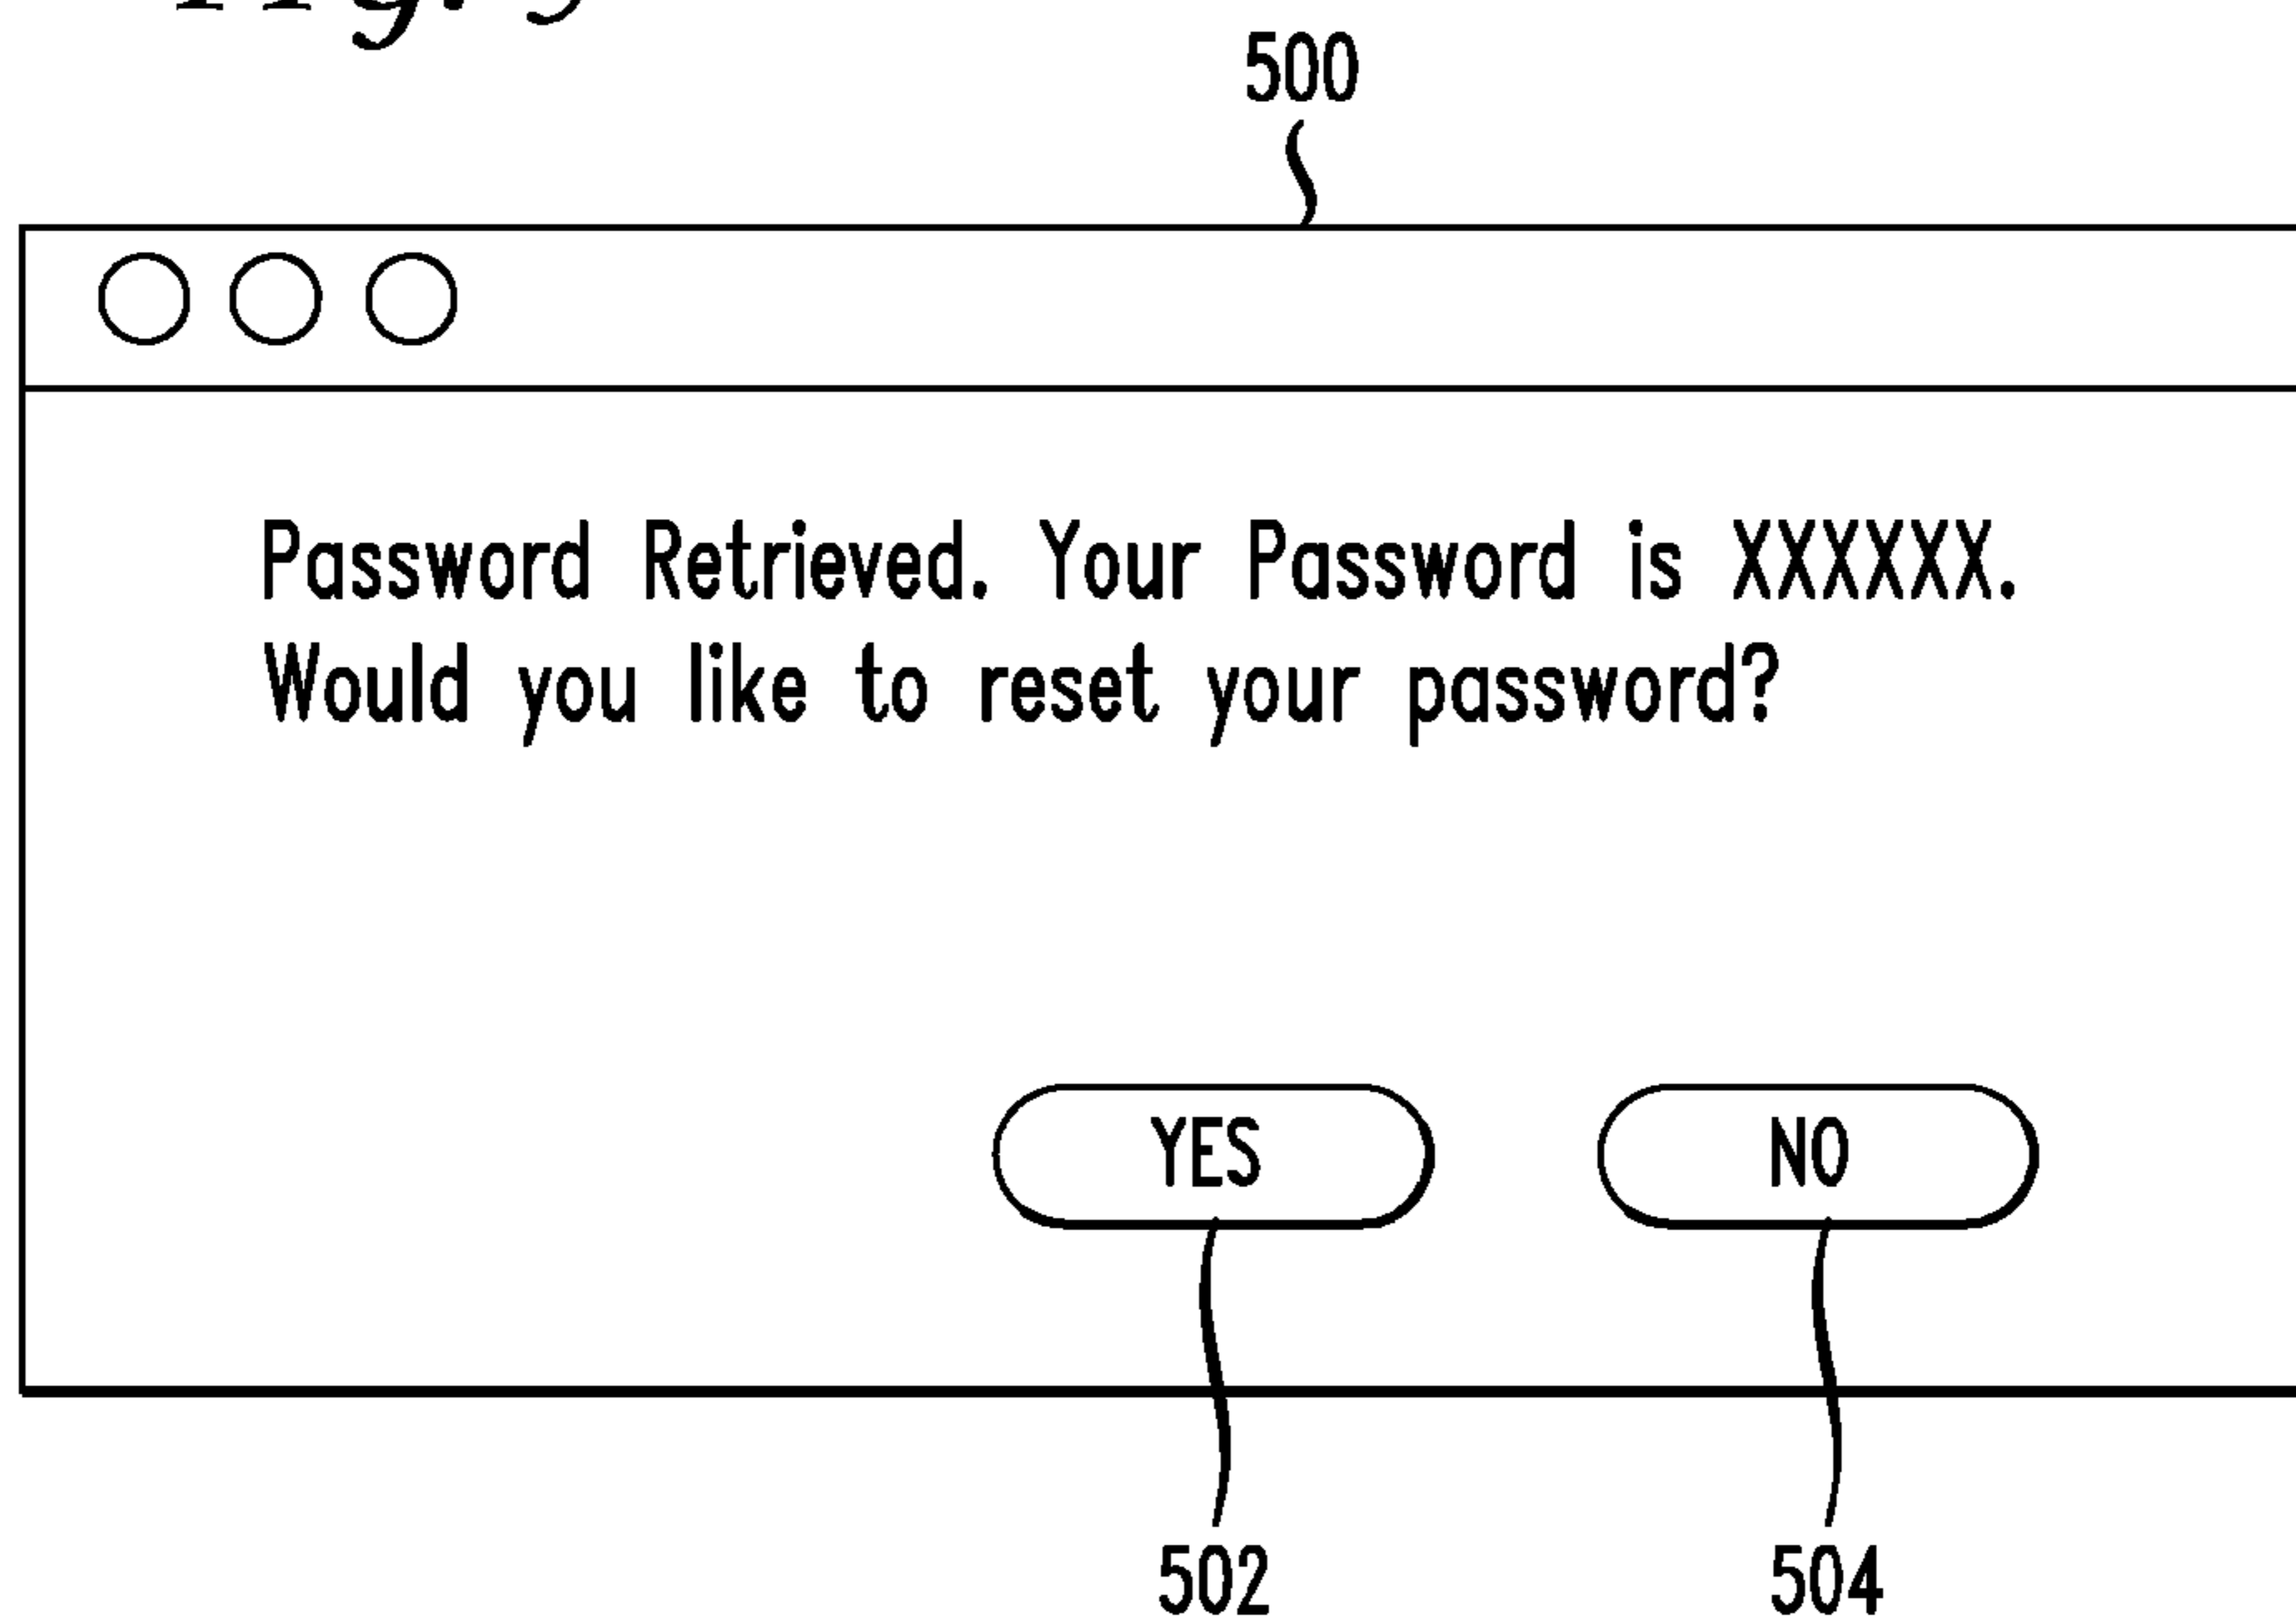 500
Password Retrieved. Your Password is XXXXXX.
Would you like to reset your password?
YES NO
502 504